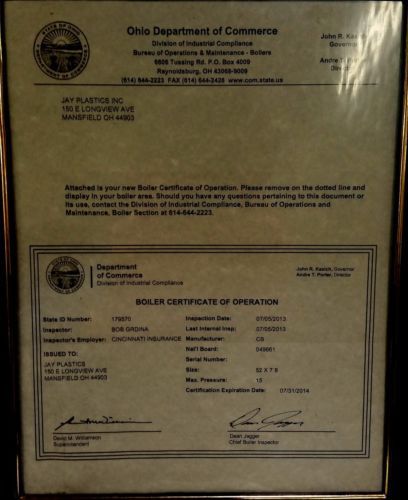 Ohio Department of Commerce
Division of Industrial Compliance
Bureau of Operations & Maintenance - Boilers
6606 Tussing Rd. P.O. Box 4009
Reynoldsburg, OH 43068-9009
(614) 644-2223 FAX (614) 644-2428 www.com.state.us
John R. Kasich
Governor
Andre T. Porter
Director
JAY PLASTICS INC
150 E LONGVIEW AVE
MANSFIELD OH 44903
Attached is your new Boiler Certificate of Operation. Please remove on the dotted line and
display in your boiler area. Should you have any questions pertaining to this document or
its use, contact the Division of Industrial Compliance, Bureau of Operations and
Maintenance, Boiler Section at 614-644-2223.
Department
of Commerce
Division of Industrial Compliance
John R. Kasich, Governor
Andre T. Porter, Director
BOILER CERTIFICATE OF OPERATION
State ID Number: 179870 Inspection Date: 07/05/2013
Inspector: BOB GRDINA Last Internal Insp: 07/05/2013
Inspector's Employer: CINCINNATI INSURANCE Manufacturer: CB
Nat'l Board: 049661
ISSUED TO: Serial Number:
JAY PLASTICS
150 E LONGVIEW AVE Size: 52 X 7.8
MANSFIELD OH 44903 Max. Pressure: 15
Certification Expiration Date: 07/31/2014
David M. Williamson
Superintendent
Dean Jagger
Chief Boiler Inspector